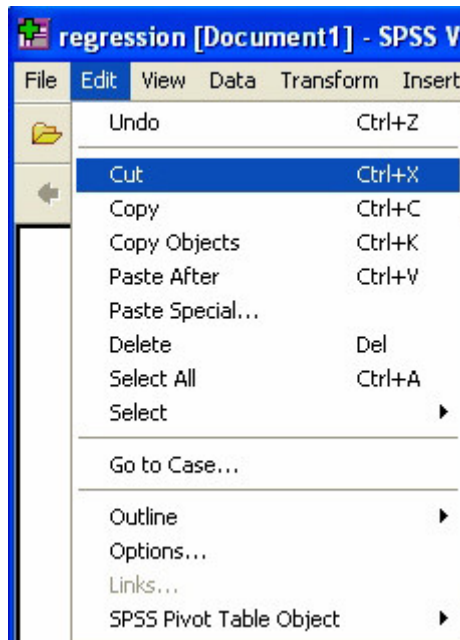 regression [Document1] - SPSS V
File Edit View Data Transform Insert
Undo Ctrl+Z
Cut Ctrl+X
Copy Ctrl+C
Copy Objects Ctrl+K
Paste After Ctrl+V
Paste Special...
Delete Del
Select All Ctrl+A
Select
Go to Case...
Outline
Options...
Links...
SPSS Pivot Table Object